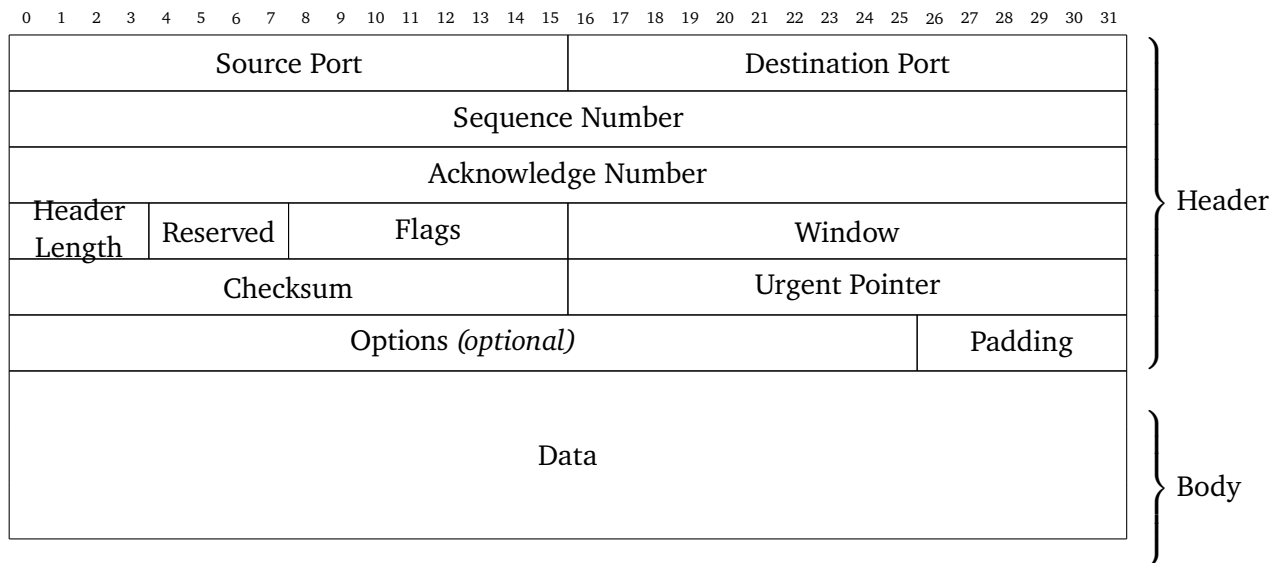 0 1 2 3 4 5 6 7 8 9 10 11 12 13 14 15 16 17 18 19 20 21 22 23 24 25 26 27 28 29 30 31
Source Port Destination Port
Sequence Number
Acknowledge Number
Header
Length Reserved Flags Window
Checksum Urgent Pointer
Options (optional) Padding
Header
Data
Body